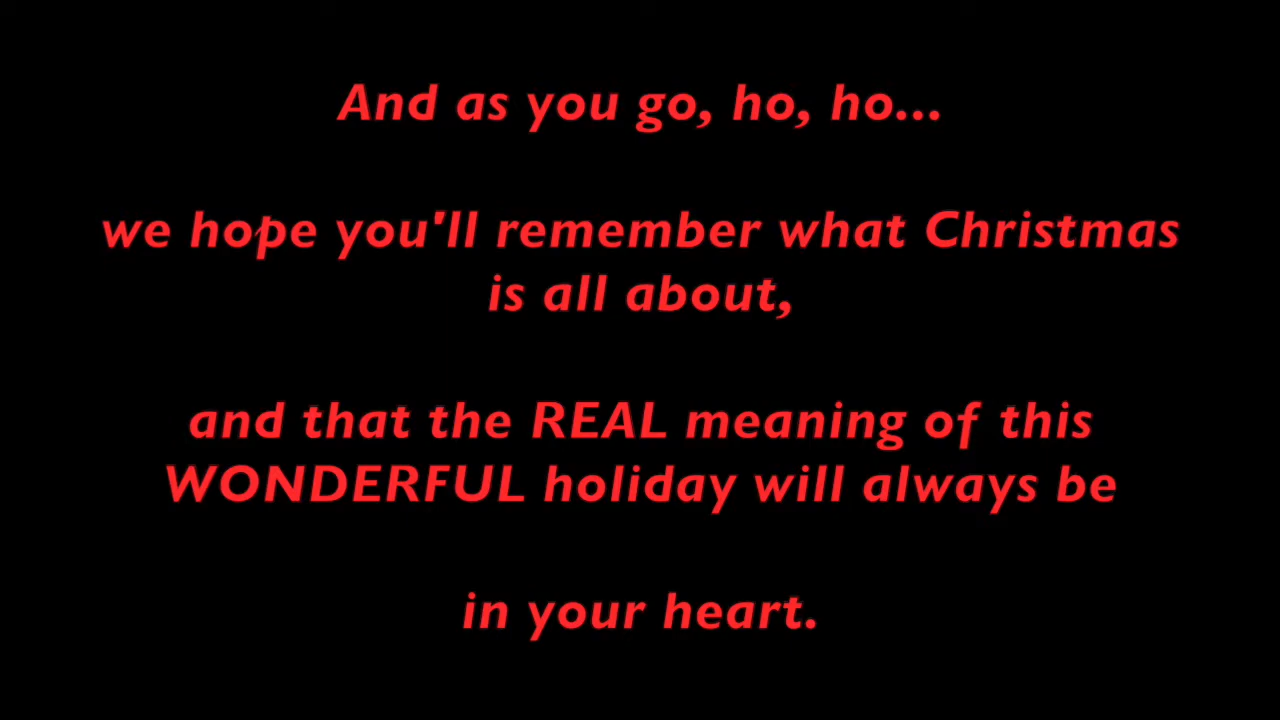 And as you go, ho, ho...
we hope you'll remember what Christmas
is all about,
and that the REAL meaning of this
WONDERFUL holiday will always be
in your heart.